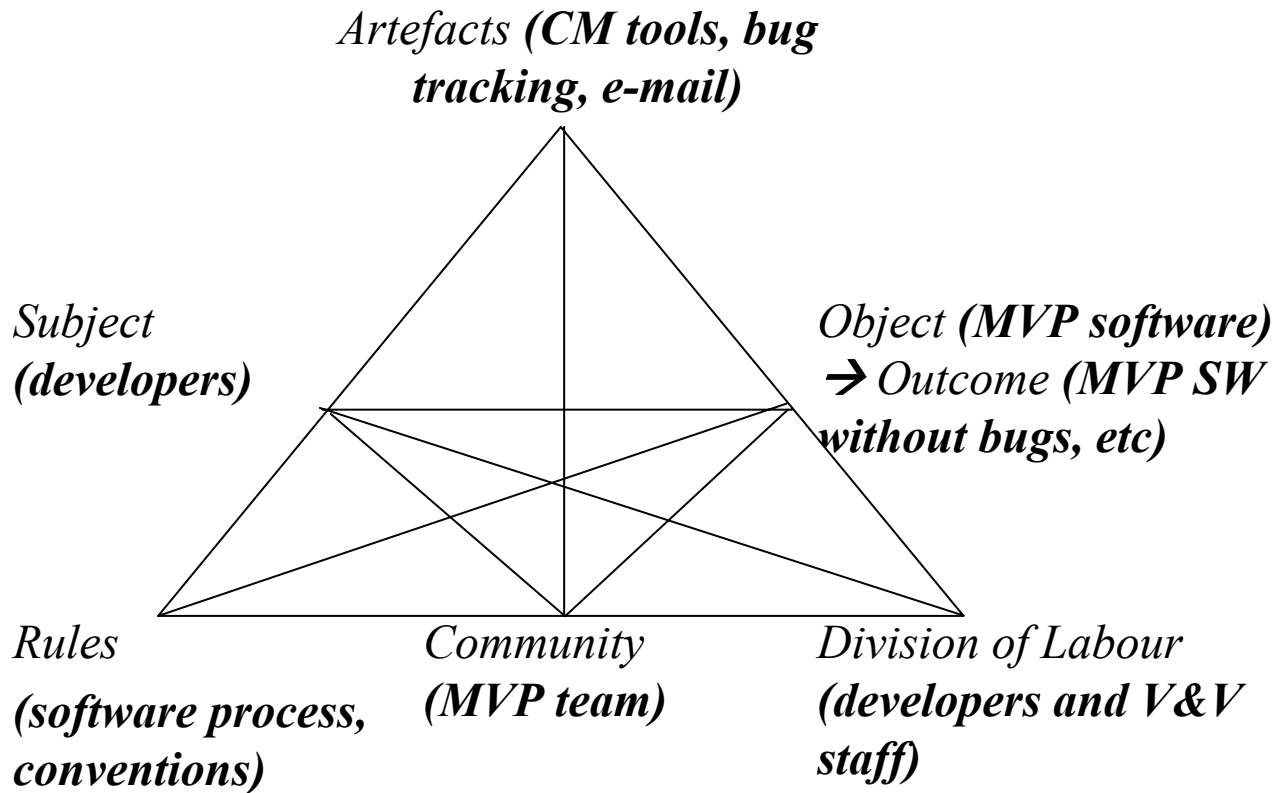 Artefacts (CM tools, bug
tracking, e-mail)
Subject
(developers)
Object (MVP software)
→ Outcome (MVP SW
without bugs, etc)
Rules
(software process,
conventions)
Community
(MVP team)
Division of Labour
(developers and V&V
staff)